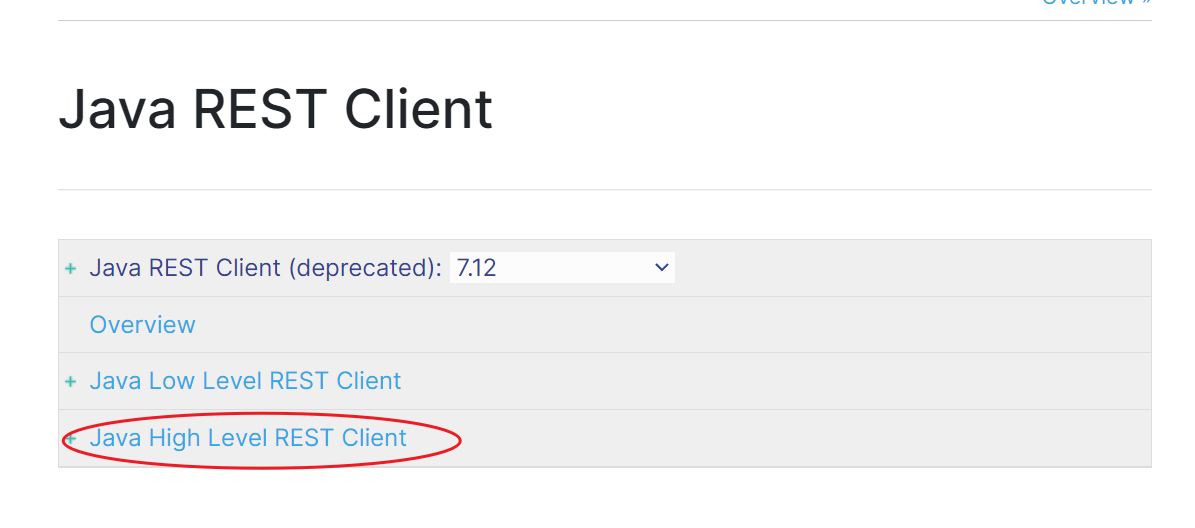 Overview »
Java REST Client
+ Java REST Client (deprecated): 7.12
Overview
+ Java Low Level REST Client
+ Java High Level REST Client